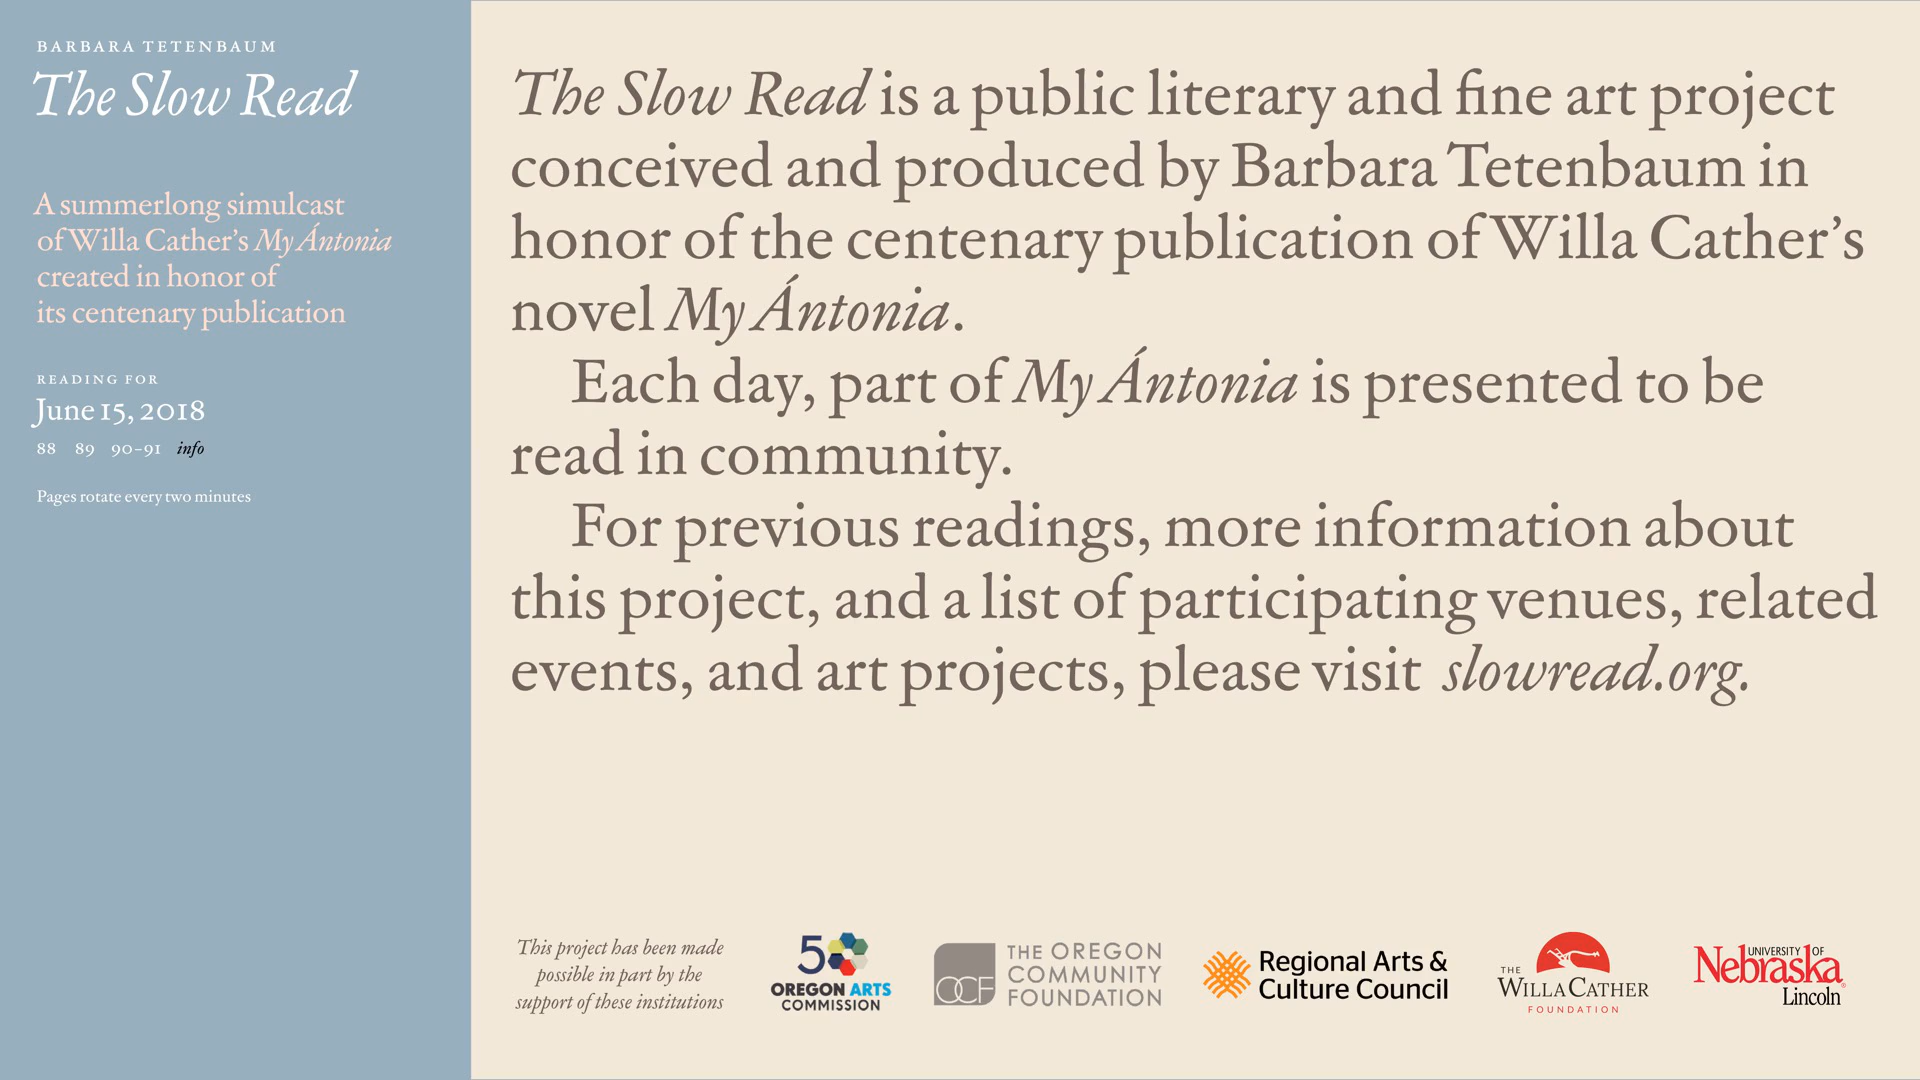 BARBARA TETENBAUM
The Slow Read
A summerlong simulcast
of Willa Cather’s My Ántonia
created in honor of
its centenary publication
READING FOR
June 15, 2018
88 89 90–91 info
Pages rotate every two minutes
The Slow Read is a public literary and fine art project
conceived and produced by Barbara Tetenbaum in
honor of the centenary publication of Willa Cather’s
novel My Ántonia.
Each day, part of My Ántonia is presented to be
read in community.
For previous readings, more information about
this project, and a list of participating venues, related
events, and art projects, please visit slowread.org.
This project has been made
possible in part by the
support of these institutions
50
OREGON ARTS
COMMISSION
OCF
THE OREGON
COMMUNITY
FOUNDATION
Regional Arts &
Culture Council
THE
WILLA CATHER
FOUNDATION
UNIVERSITY OF
Nebraska
Lincoln